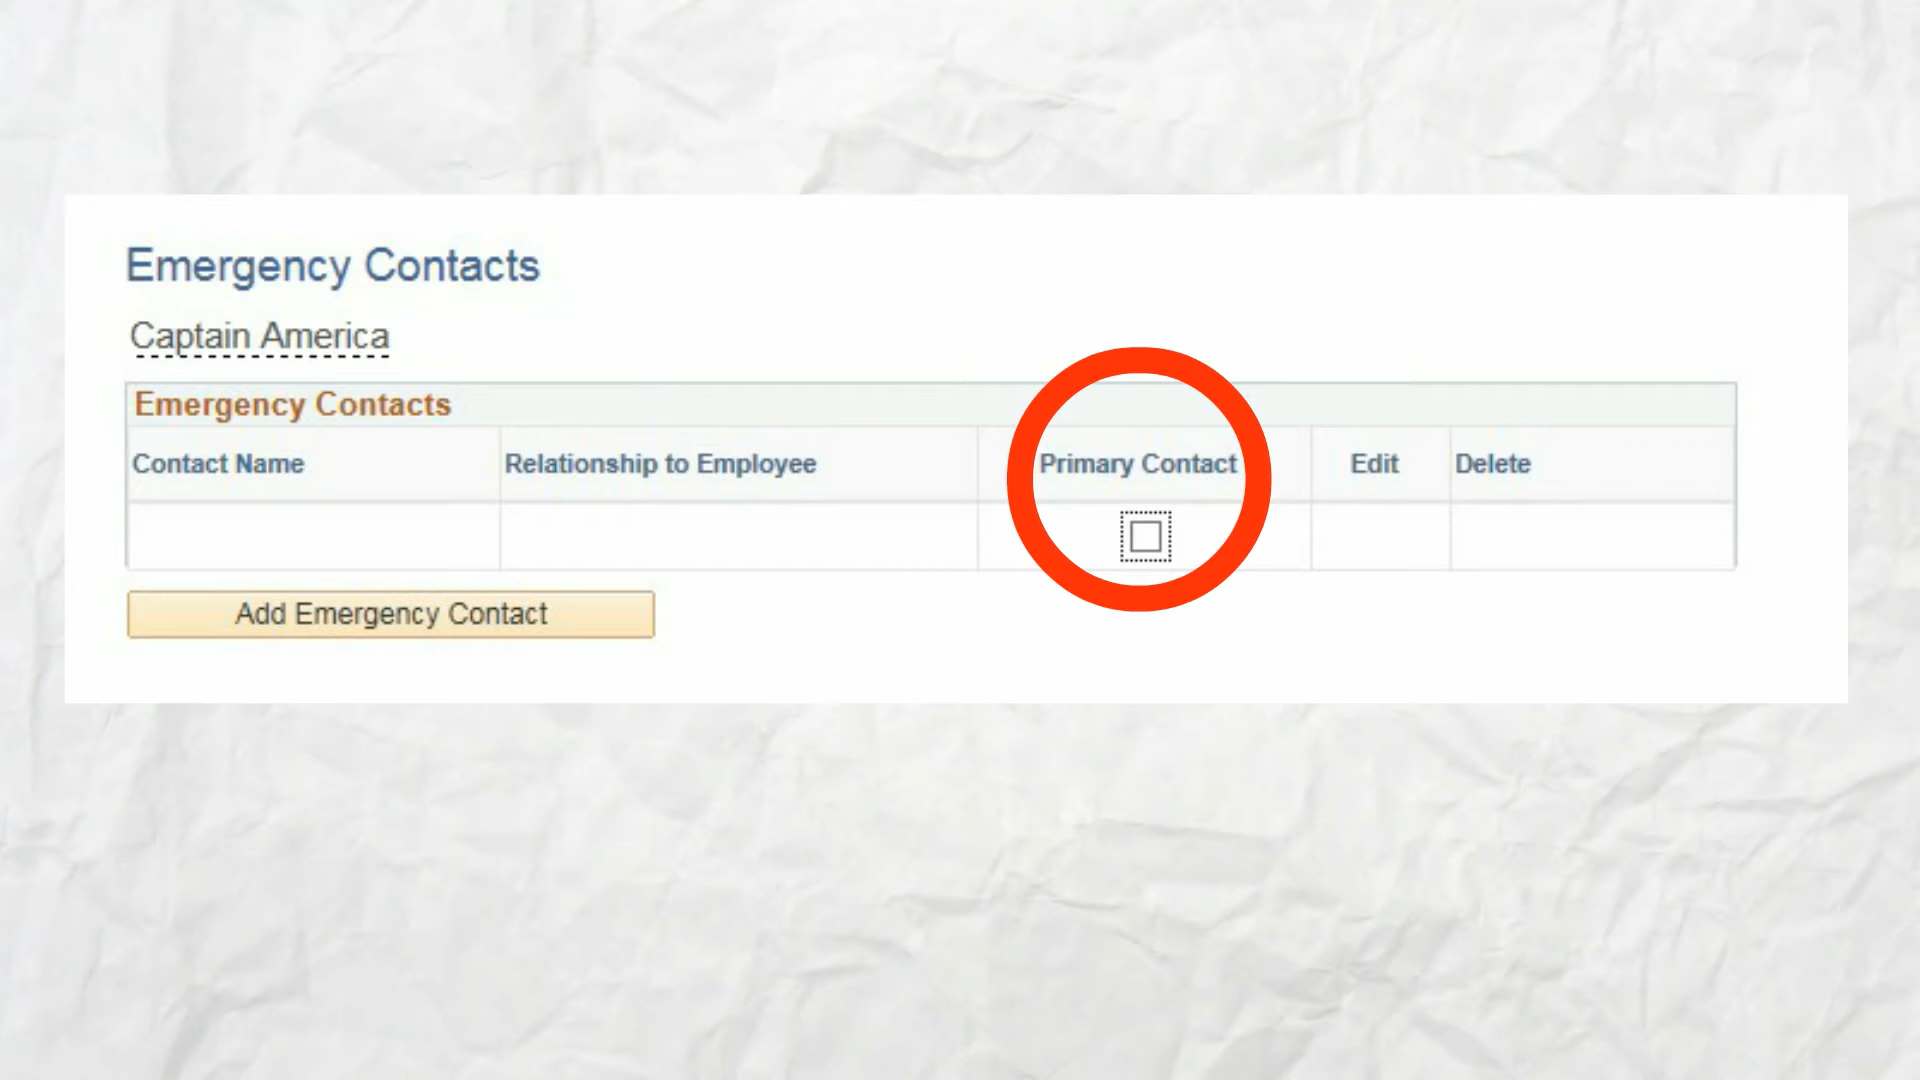 Emergency Contacts
Captain America
Emergency Contacts
Contact Name Relationship to Employee Primary Contact Edit Delete
Add Emergency Contact